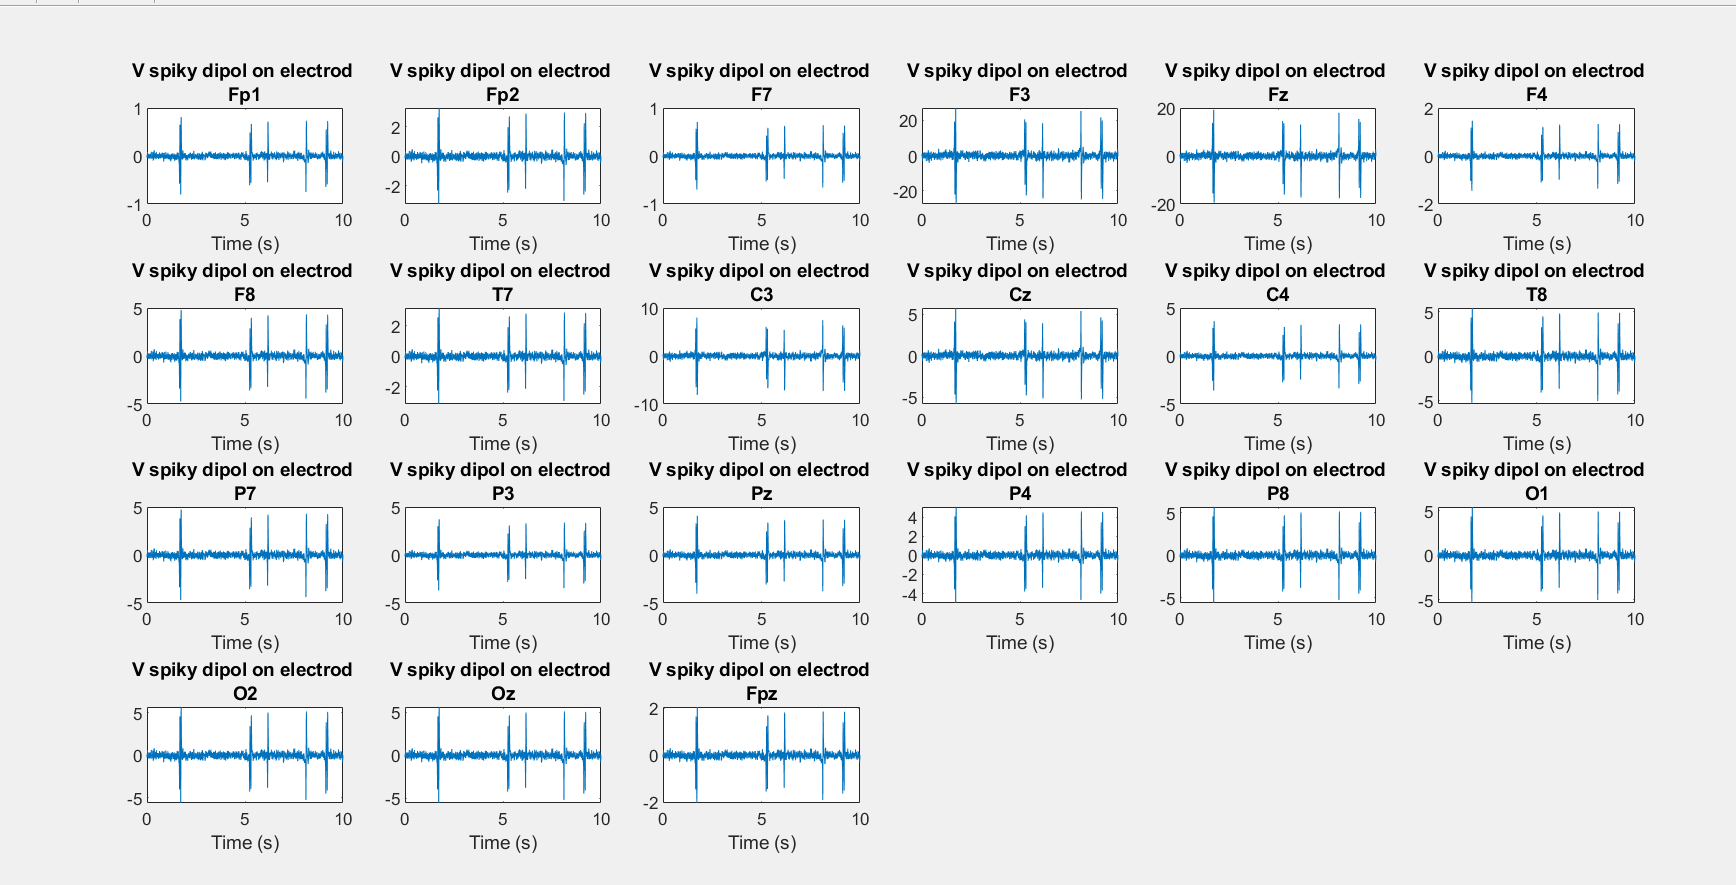 V spiky dipol on electrod
Fp1
1
0
-1
0 5 10
Time (s)
V spiky dipol on electrod
Fp2
2
0
-2
0 5 10
Time (s)
V spiky dipol on electrod
F7
1
0
-1
0 5 10
Time (s)
V spiky dipol on electrod
F3
20
0
-20
0 5 10
Time (s)
V spiky dipol on electrod
Fz
20
0
-20
0 5 10
Time (s)
V spiky dipol on electrod
F4
2
0
-2
0 5 10
Time (s)
V spiky dipol on electrod
F8
5
0
-5
0 5 10
Time (s)
V spiky dipol on electrod
T7
2
0
-2
0 5 10
Time (s)
V spiky dipol on electrod
C3
10
0
-10
0 5 10
Time (s)
V spiky dipol on electrod
Cz
5
0
-5
0 5 10
Time (s)
V spiky dipol on electrod
C4
5
0
-5
0 5 10
Time (s)
V spiky dipol on electrod
T8
5
0
-5
0 5 10
Time (s)
V spiky dipol on electrod
P7
5
0
-5
0 5 10
Time (s)
V spiky dipol on electrod
P3
5
0
-5
0 5 10
Time (s)
V spiky dipol on electrod
Pz
5
0
-5
0 5 10
Time (s)
V spiky dipol on electrod
P4
4
2
0
-2
-4
0 5 10
Time (s)
V spiky dipol on electrod
P8
5
0
-5
0 5 10
Time (s)
V spiky dipol on electrod
O1
5
0
-5
0 5 10
Time (s)
V spiky dipol on electrod
O2
5
0
-5
0 5 10
Time (s)
V spiky dipol on electrod
Oz
5
0
-5
0 5 10
Time (s)
V spiky dipol on electrod
Fpz
2
0
-2
0 5 10
Time (s)